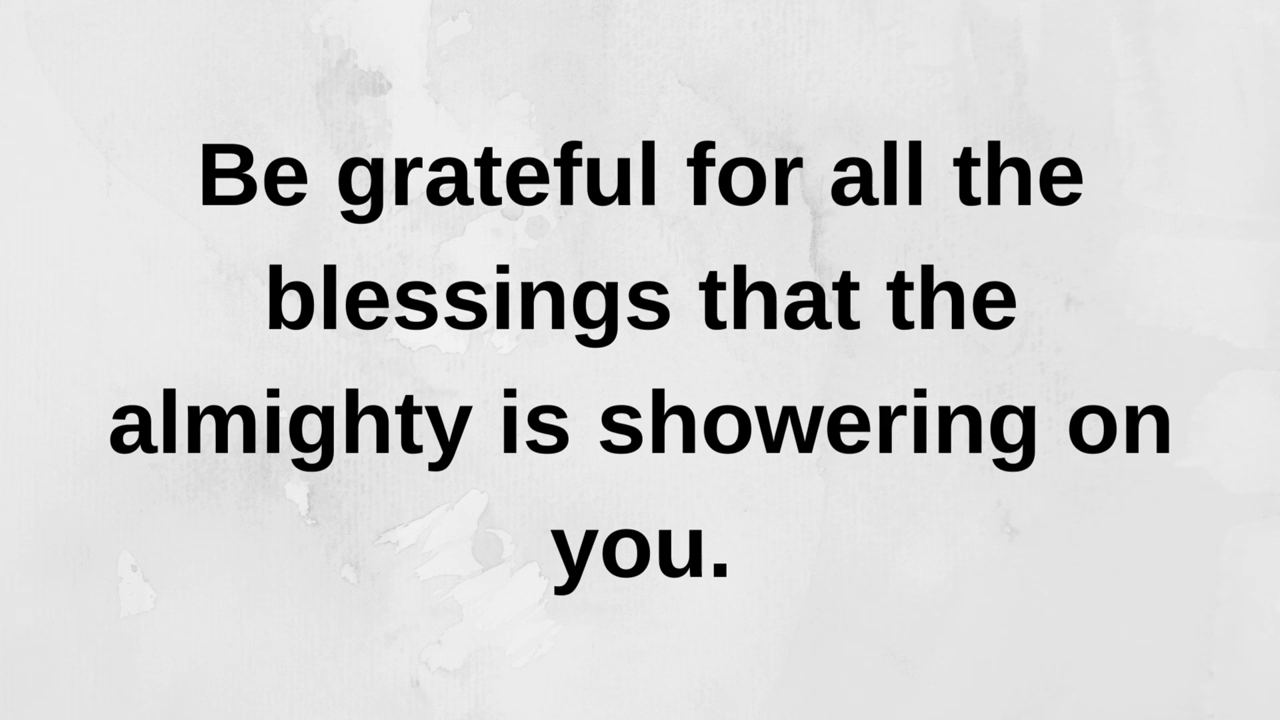 Be grateful for all the
blessings that the
almighty is showering on
you.